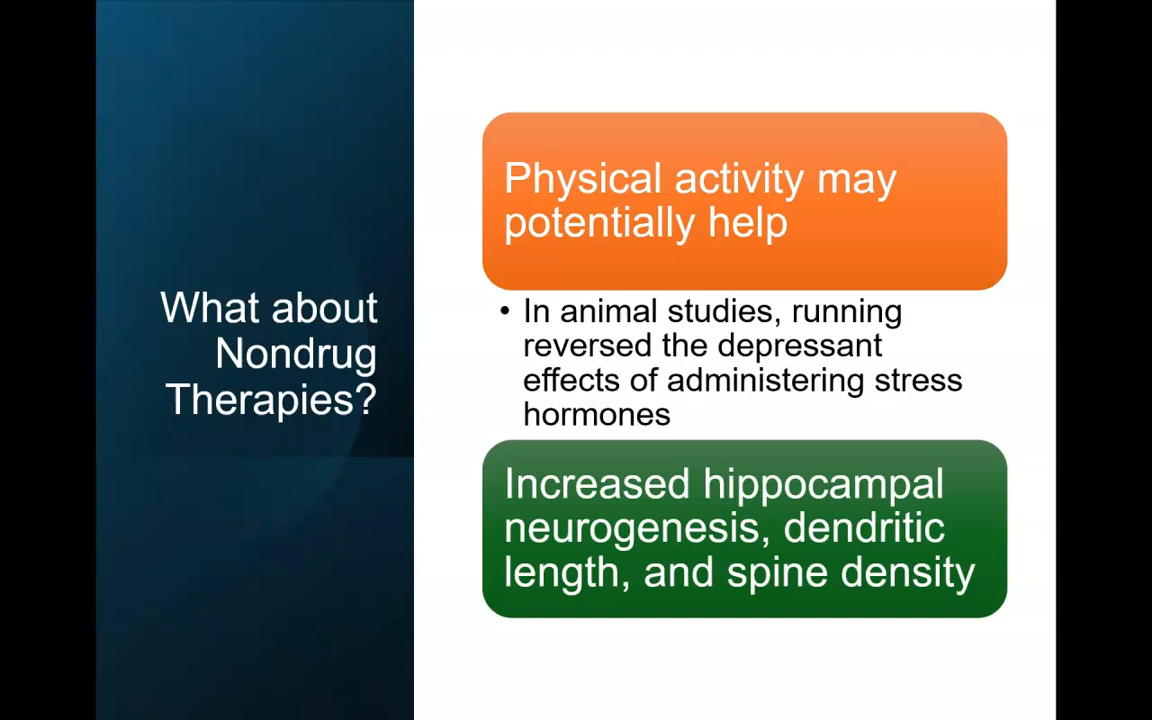 What about
Nondrug
Therapies?
Physical activity may
potentially help
• In animal studies, running
reversed the depressant
effects of administering stress
hormones
Increased hippocampal
neurogenesis, dendritic
length, and spine density